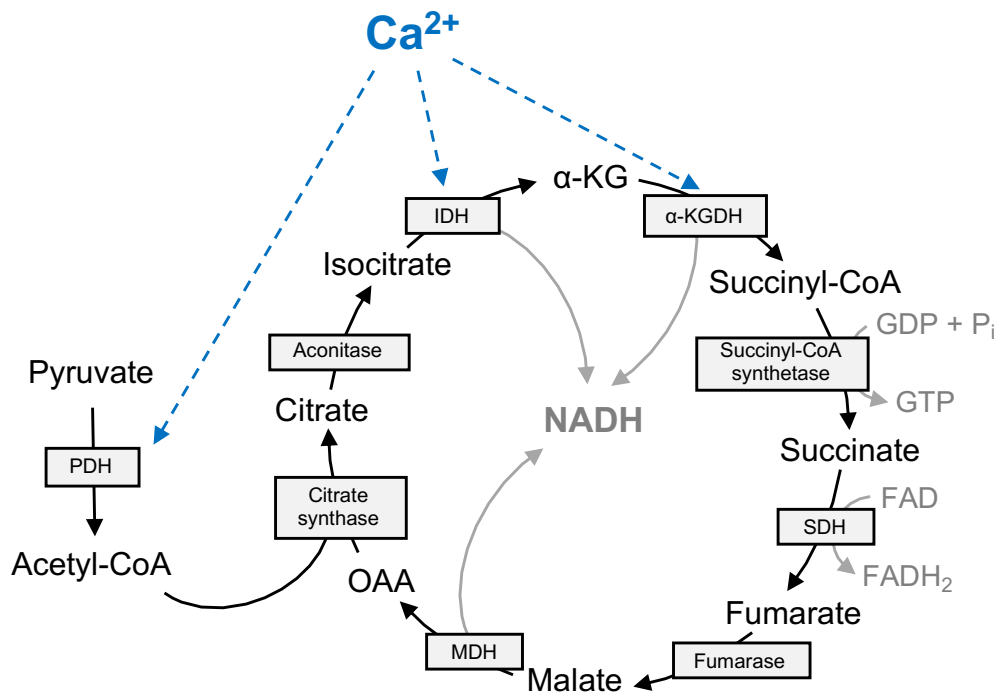 Ca²⁺
α-KG
IDH
α-KGDH
Isocitrate
Succinyl-CoA
GDP + Pᵢ
Aconitase
Succinyl-CoA
synthetase
Pyruvate
GTP
Citrate
NADH
Succinate
PDH
Citrate
synthase
FAD
SDH
Acetyl-CoA
OAA
FADH₂
Fumarate
MDH
Fumarase
Malate